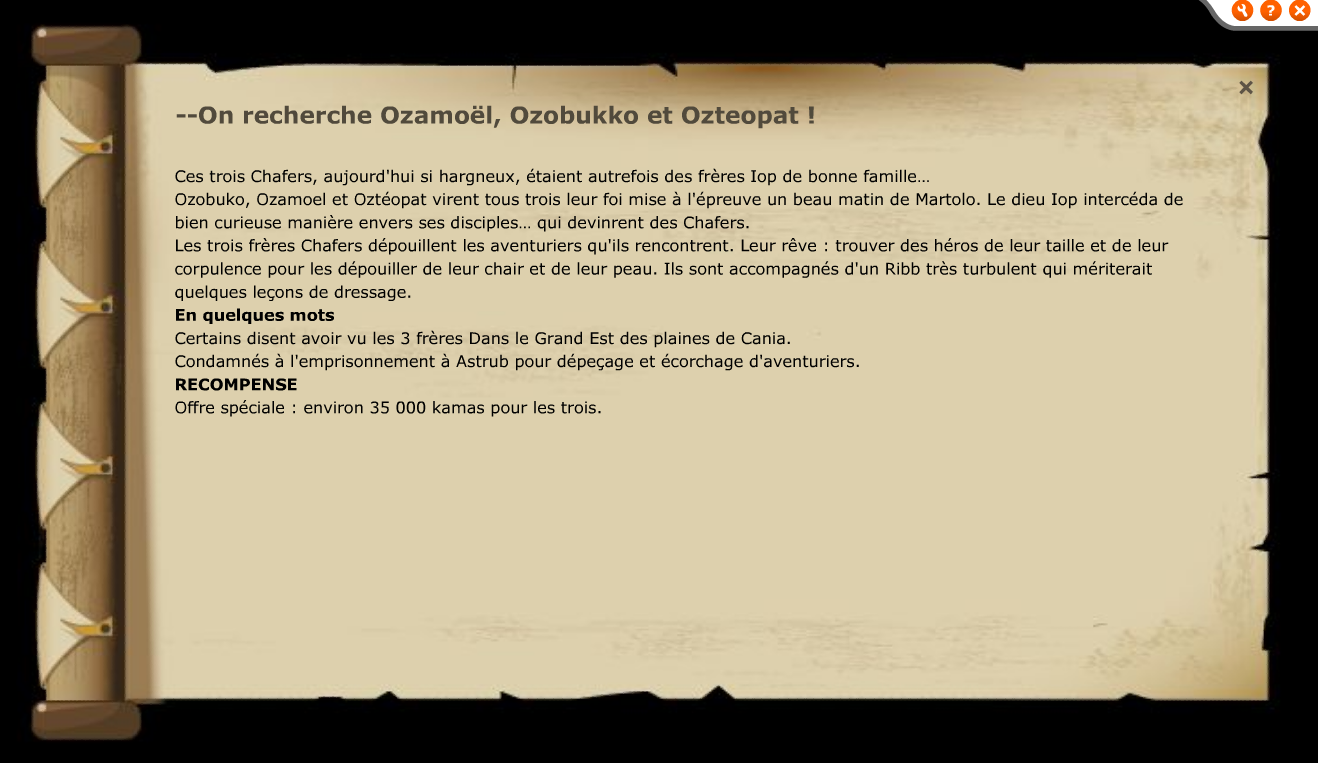 --On recherche Ozamoël, Ozobukko et Ozteopat !
Ces trois Chafers, aujourd'hui si hargneux, étaient autrefois des frères Iop de bonne famille...
Ozobuko, Ozamoel et Oztéopat virent tous trois leur foi mise à l'épreuve un beau matin de Martolo. Le dieu Iop intercéda de
bien curieuse manière envers ses disciples... qui devinrent des Chafers.
Les trois frères Chafers dépouillent les aventuriers qu'ils rencontrent. Leur rêve : trouver des héros de leur taille et de leur
corpulence pour les dépouiller de leur chair et de leur peau. Ils sont accompagnés d'un Ribb très turbulent qui mériterait
quelques leçons de dressage.
En quelques mots
Certains disent avoir vu les 3 frères Dans le Grand Est des plaines de Cania.
Condamnés à l'emprisonnement à Astrub pour dépeçage et écorchage d'aventuriers.
RECOMPENSE
Offre spéciale : environ 35 000 kamas pour les trois.